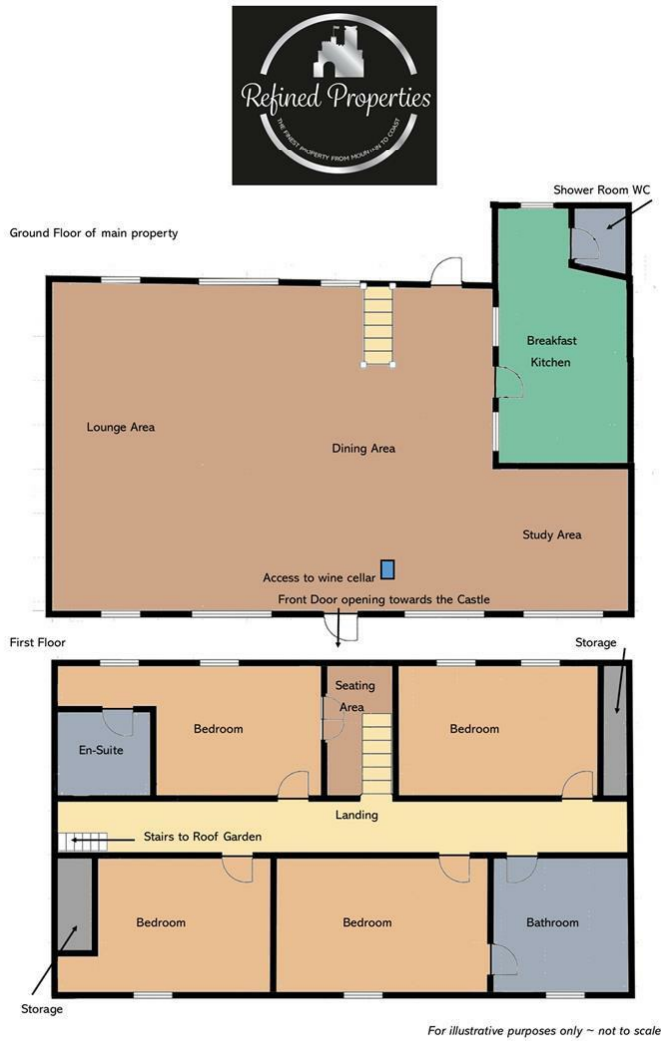 Refined Properties
THE FINEST PROPERTY FROM MOUNTAIN TO COAST
Shower Room WC
Ground Floor of main property
Breakfast
Kitchen
Lounge Area
Dining Area
Study Area
Access to wine cellar
Front Door opening towards the Castle
First Floor
Storage
Seating
Area
Bedroom
Bedroom
En-Suite
Landing
Stairs to Roof Garden
Bedroom
Bedroom
Bathroom
Storage
For illustrative purposes only ~ not to scale